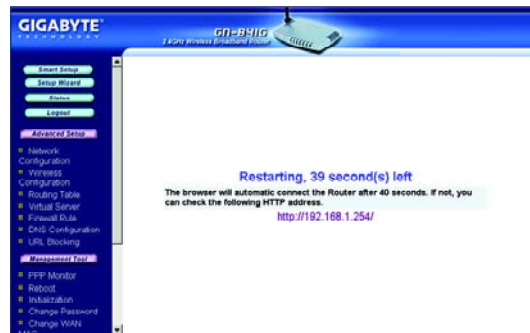 GIGABYTE
TECHNOLOGY
GN-B41G
2.4GHz Wireless Broadband Router
Smart Setup
Setup Wizard
Status
Logout
Advanced Setup
Network
Configuration
Wireless
Configuration
Routing Table
Virtual Server
Firewall Rule
DNS Configuration
URL Blocking
Management Tool
PPP Monitor
Reboot
Initialization
Change Password
Change WAN
MAC
Restarting, 39 second(s) left
The browser will automatic connect the Router after 40 seconds. If not, you
can check the following HTTP address.
http://192.168.1.254/